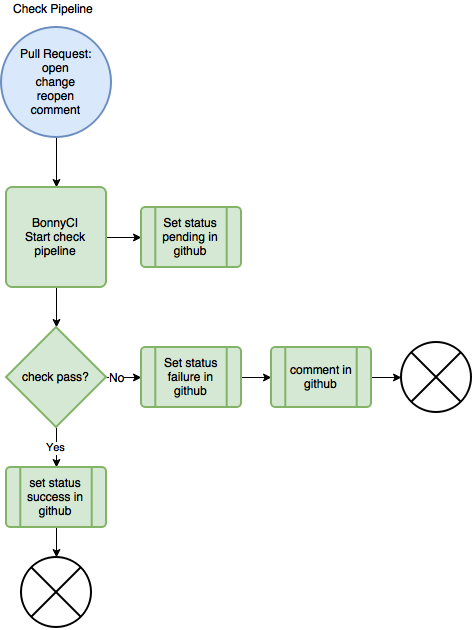 Check Pipeline
Pull Request:
open
change
reopen
comment
BonnyCI
Start check
pipeline
Set status
pending in
github
check pass?
No
Set status
failure in
github
comment in
github
Yes
set status
success in
github